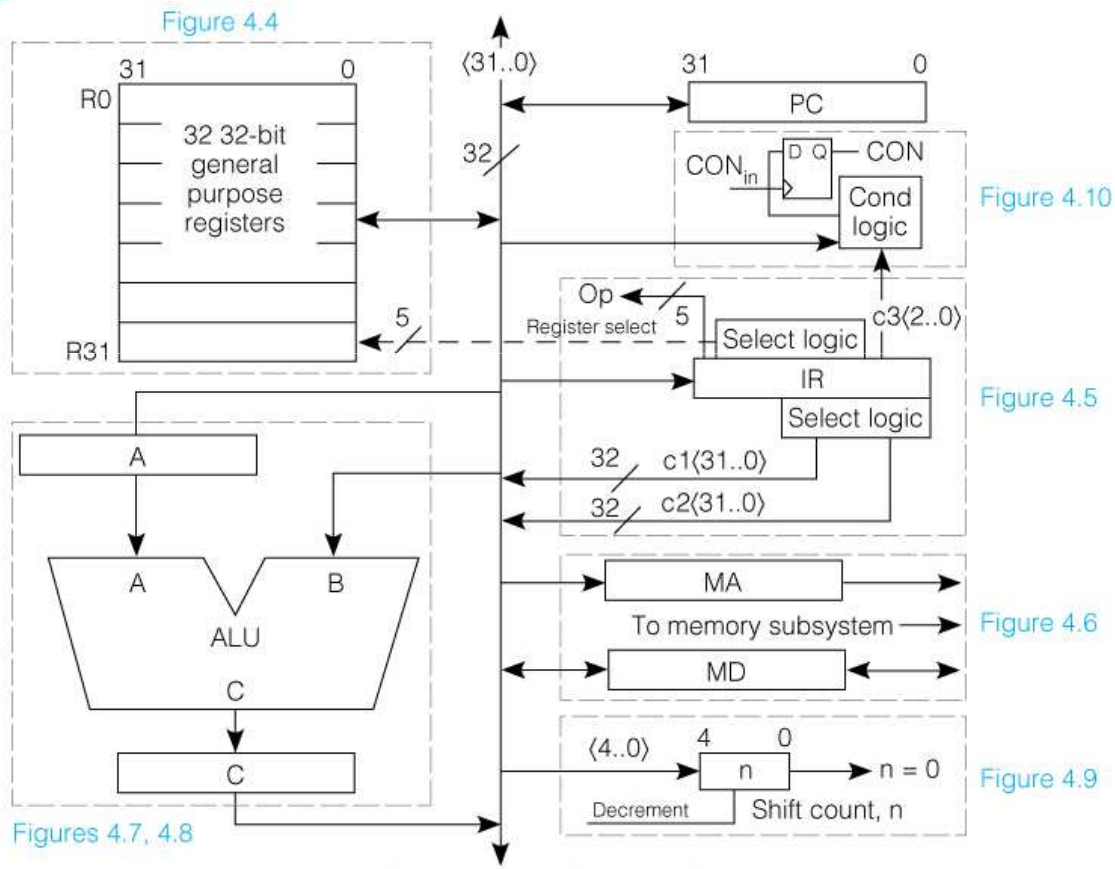 Figure 4.4
31 0
R0
32 32-bit
general
purpose
registers
R31
5
Register select
⟨31..0⟩
32
31 0
PC
D Q
CON
CONin
Cond
logic
Figure 4.10
Op
5
c3⟨2..0⟩
Select logic
IR
Select logic
32 c1⟨31..0⟩
32 c2⟨31..0⟩
Figure 4.5
A
A B
ALU
C
C
Figures 4.7, 4.8
MA
To memory subsystem
MD
Figure 4.6
⟨4..0⟩
4 0
n
n = 0
Decrement
Shift count, n
Figure 4.9